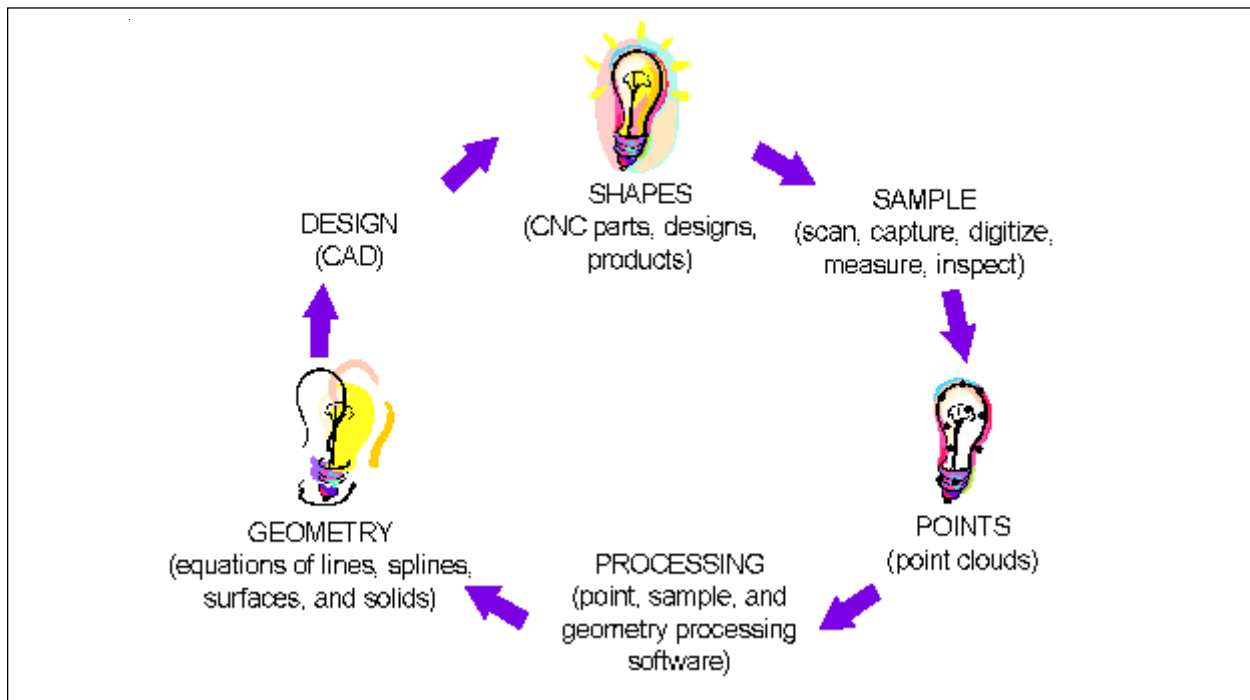 SHAPES
(CNC parts, designs,
products)
SAMPLE
(scan, capture, digitize,
measure, inspect)
POINTS
(point clouds)
PROCESSING
(point, sample, and
geometry processing
software)
GEOMETRY
(equations of lines, splines,
surfaces, and solids)
DESIGN
(CAD)